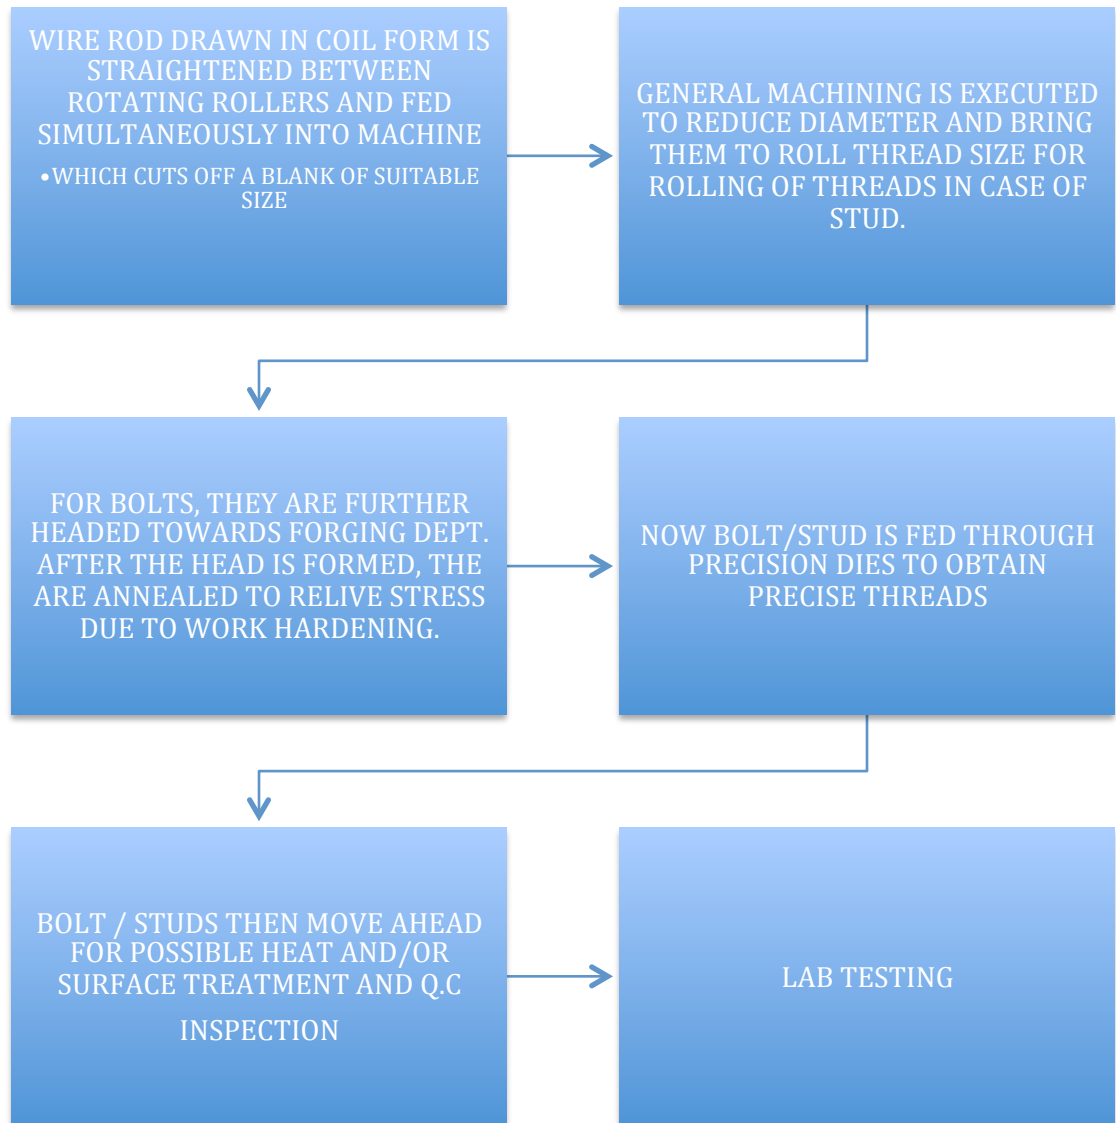 WIRE ROD DRAWN IN COIL FORM IS
STRAIGHTENED BETWEEN
ROTATING ROLLERS AND FED
SIMULTANEOUSLY INTO MACHINE
•WHICH CUTS OFF A BLANK OF SUITABLE
SIZE
GENERAL MACHINING IS EXECUTED
TO REDUCE DIAMETER AND BRING
THEM TO ROLL THREAD SIZE FOR
ROLLING OF THREADS IN CASE OF
STUD.
FOR BOLTS, THEY ARE FURTHER
HEADED TOWARDS FORGING DEPT.
AFTER THE HEAD IS FORMED, THE
ARE ANNEALED TO RELIVE STRESS
DUE TO WORK HARDENING.
NOW BOLT/STUD IS FED THROUGH
PRECISION DIES TO OBTAIN
PRECISE THREADS
BOLT / STUDS THEN MOVE AHEAD
FOR POSSIBLE HEAT AND/OR
SURFACE TREATMENT AND Q.C
INSPECTION
LAB TESTING